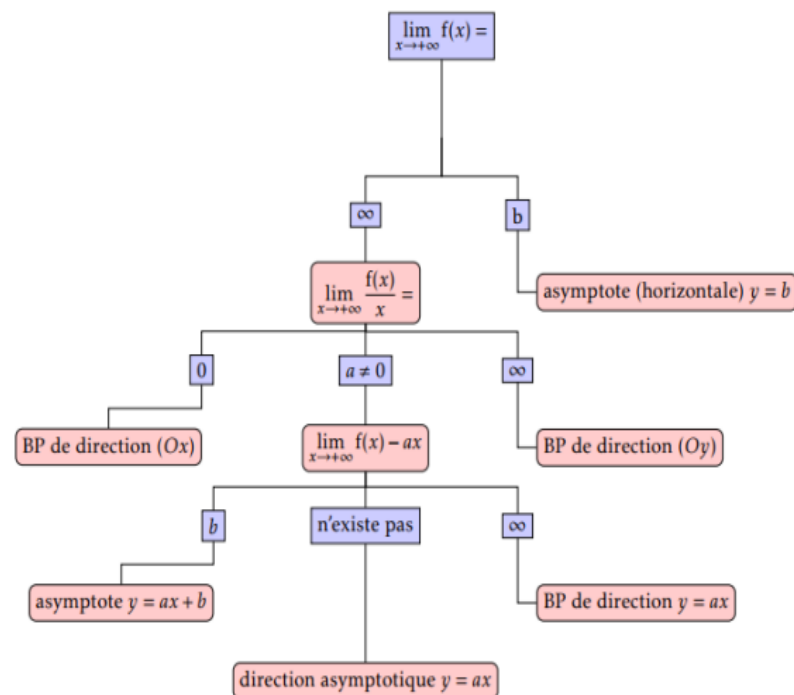 lim f(x) =
x→+∞
∞
b
lim f(x)/x =
x→+∞
asymptote (horizontale) y = b
0
a ≠ 0
∞
BP de direction (Ox)
lim f(x) − ax
x→+∞
BP de direction (Oy)
b
n'existe pas
∞
asymptote y = ax + b
BP de direction y = ax
direction asymptotique y = ax